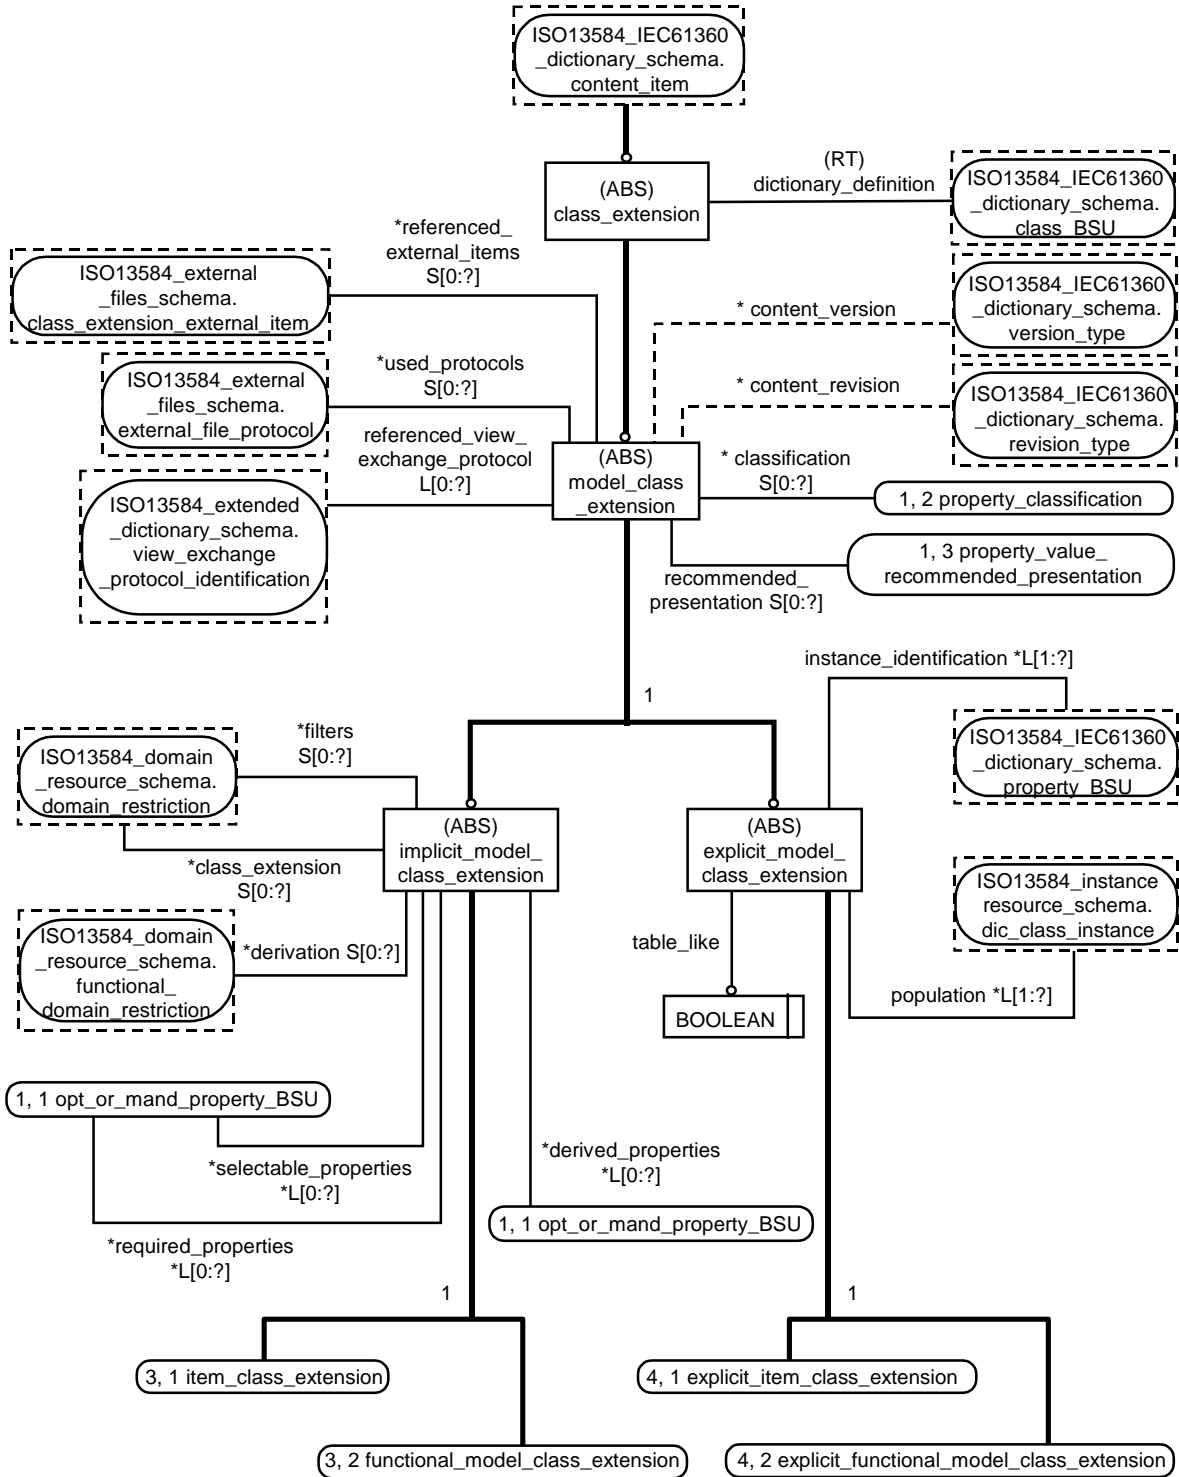 ISO13584_IEC61360
_dictionary_schema.
content_item
(ABS)
class_extension
(RT)
dictionary_definition
ISO13584_IEC61360
_dictionary_schema.
class_BSU
*referenced_
external_items
S[0:?]
ISO13584_external
_files_schema.
class_extension_external_item
* content_version
ISO13584_IEC61360
_dictionary_schema.
version_type
*used_protocols
S[0:?]
ISO13584_external
_files_schema.
external_file_protocol
* content_revision
ISO13584_IEC61360
_dictionary_schema.
revision_type
referenced_view_
exchange_protocol
L[0:?]
(ABS)
model_class
_extension
* classification
S[0:?]
1, 2 property_classification
ISO13584_extended
_dictionary_schema.
view_exchange
_protocol_identification
1, 3 property_value_
recommended_presentation
recommended_
presentation S[0:?]
instance_identification *L[1:?]
1
*filters
S[0:?]
ISO13584_domain
_resource_schema.
domain_restriction
ISO13584_IEC61360
_dictionary_schema.
property_BSU
(ABS)
implicit_model_
class_extension
(ABS)
explicit_model_
class_extension
*class_extension
S[0:?]
ISO13584_instance
resource_schema.
dic_class_instance
ISO13584_domain
_resource_schema.
functional_
domain_restriction
*derivation S[0:?]
table_like
population *L[1:?]
BOOLEAN
1, 1 opt_or_mand_property_BSU
*selectable_properties
*L[0:?]
*derived_properties
*L[0:?]
1, 1 opt_or_mand_property_BSU
*required_properties
*L[0:?]
1
1
3, 1 item_class_extension
4, 1 explicit_item_class_extension
3, 2 functional_model_class_extension
4, 2 explicit_functional_model_class_extension